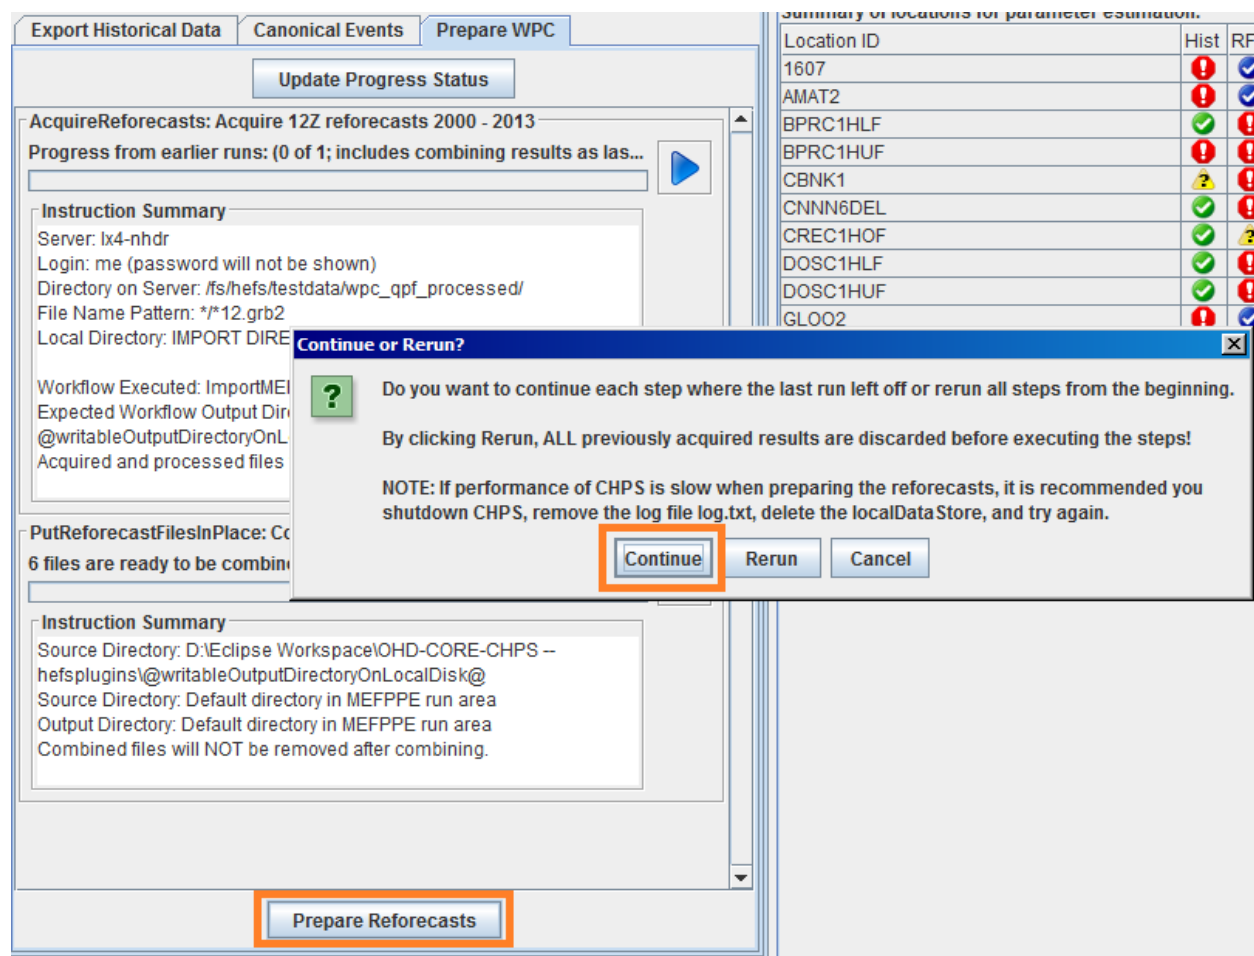 Summary of locations for parameter estimation.
Export Historical Data
Canonical Events
Prepare WPC
Location ID
Hist
Update Progress Status
1607
AMAT2
AcquireReforecasts: Acquire 12Z reforecasts 2000 - 2013
BPRC1HLF
Progress from earlier runs: (0 of 1; includes combining results as las...
BPRC1HUF
CBNK1
Instruction Summary
CNNN6DEL
Server: lx4-nhdr
CREC1HOF
Login: me (password will not be shown)
DOSC1HLF
Directory on Server: /fs/hefs/testdata/wpc_qpf_processed/
DOSC1HUF
File Name Pattern: */*12.grb2
GLOO2
Local Directory: IMPORT DIRE
Workflow Executed: ImportMEI
Expected Workflow Output Dire
@writableOutputDirectoryOnL
Acquired and processed files
Continue or Rerun?
Do you want to continue each step where the last run left off or rerun all steps from the beginning.
By clicking Rerun, ALL previously acquired results are discarded before executing the steps!
NOTE: If performance of CHPS is slow when preparing the reforecasts, it is recommended you
shutdown CHPS, remove the log file log.txt, delete the localDataStore, and try again.
Continue
Rerun
Cancel
PutReforecastFilesInPlace: Co
6 files are ready to be combin
Instruction Summary
Source Directory: D:\Eclipse Workspace\OHD-CORE-CHPS --
hefsplugins\@writableOutputDirectoryOnLocalDisk@
Source Directory: Default directory in MEFPPE run area
Output Directory: Default directory in MEFPPE run area
Combined files will NOT be removed after combining.
Prepare Reforecasts